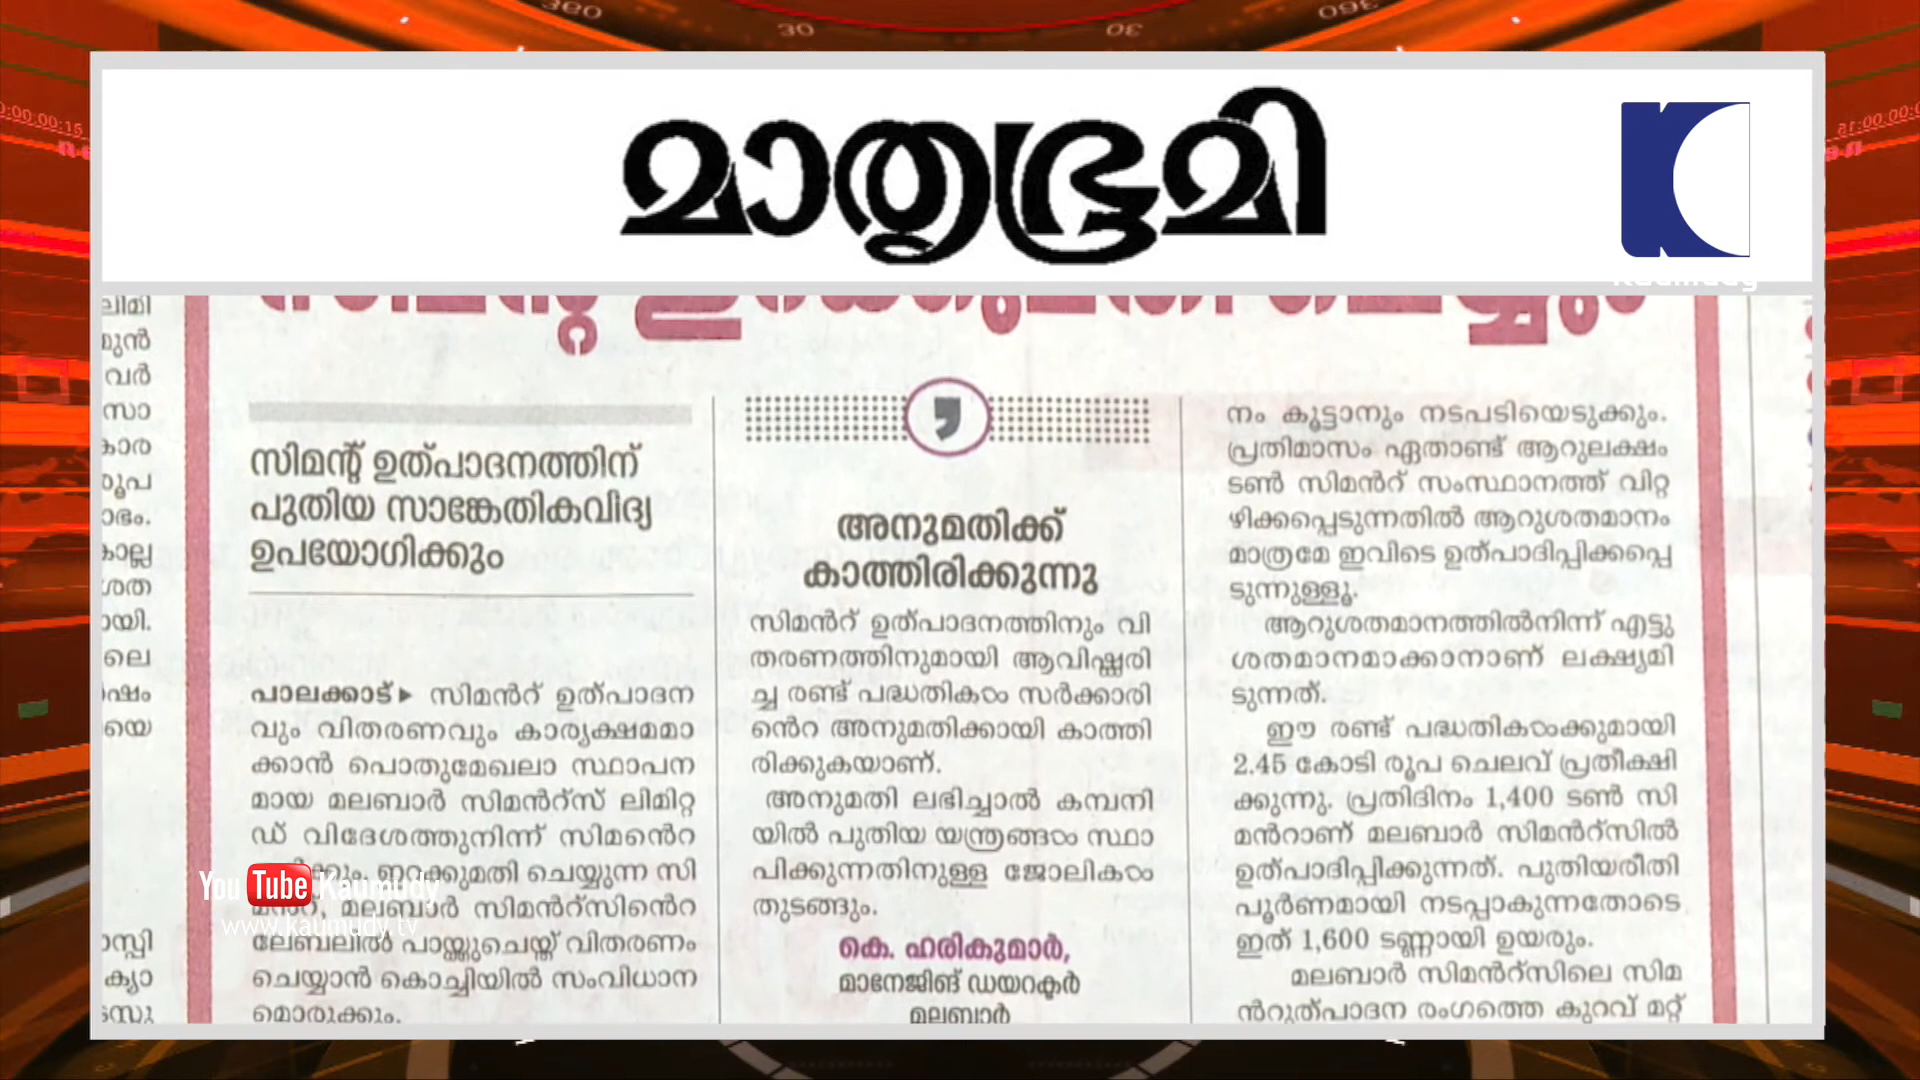 മാതൃഭൂമി
Kaumudy
സിമന്റ് ഉത്പാദനത്തിന്
പുതിയ സാങ്കേതികവിദ്യ
ഉപയോഗിക്കും
പാലക്കാട്▸ സിമൻറ് ഉത്പാദന
വും വിതരണവും കാര്യക്ഷമമാ
ക്കാൻ പൊതുമേഖലാ സ്ഥാപന
മായ മലബാർ സിമൻറ്സ് ലിമിറ്റ
ഡ് വിദേശത്തുനിന്ന് സിമൻെറ
ഇറക്കുമതി ചെയ്യുന്ന സി
മൻറ്, മലബാർ സിമൻറ്സിൻെറ
ലേബലിൽ പായ്ക്കുചെയ്ത് വിതരണം
ചെയ്യാൻ കൊച്ചിയിൽ സംവിധാന
മൊരുക്കും.
അനുമതിക്ക്
കാത്തിരിക്കുന്നു
സിമൻറ് ഉത്പാദനത്തിനും വി
തരണത്തിനുമായി ആവിഷ്കരി
ച്ച രണ്ട് പദ്ധതികൾ സർക്കാരി
ൻെറ അനുമതിക്കായി കാത്തി
രിക്കുകയാണ്.
അനുമതി ലഭിച്ചാൽ കമ്പനി
യിൽ പുതിയ യന്ത്രങ്ങൾ സ്ഥാ
പിക്കുന്നതിനുള്ള ജോലികൾ
തുടങ്ങും.
കെ. ഹരികുമാർ,
മാനേജിങ് ഡയറക്ടർ
മലബാർ
നം കൂട്ടാനും നടപടിയെടുക്കും.
പ്രതിമാസം ഏതാണ്ട് ആറുലക്ഷം
ടൺ സിമൻറ് സംസ്ഥാനത്ത് വിറ്റ
ഴിക്കപ്പെടുന്നതിൽ ആറുശതമാനം
മാത്രമേ ഇവിടെ ഉത്പാദിപ്പിക്കപ്പെ
ടുന്നുള്ളൂ.
ആറുശതമാനത്തിൽനിന്ന് എട്ടു
ശതമാനമാക്കാനാണ് ലക്ഷ്യമി
ടുന്നത്.
ഈ രണ്ട് പദ്ധതികൾക്കുമായി
2.45 കോടി രൂപ ചെലവ് പ്രതീക്ഷി
ക്കുന്നു. പ്രതിദിനം 1,400 ടൺ സി
മൻറാണ് മലബാർ സിമൻറ്സിൽ
ഉത്പാദിപ്പിക്കുന്നത്. പുതിയരീതി
പൂർണമായി നടപ്പാകുന്നതോടെ
ഇത് 1,600 ടണ്ണായി ഉയരും.
മലബാർ സിമൻറ്സിലെ സിമ
ൻറുത്പാദന രംഗത്തെ കുറവ് മറ്റ്
You Tube Kaumudy
www.kaumudy.tv